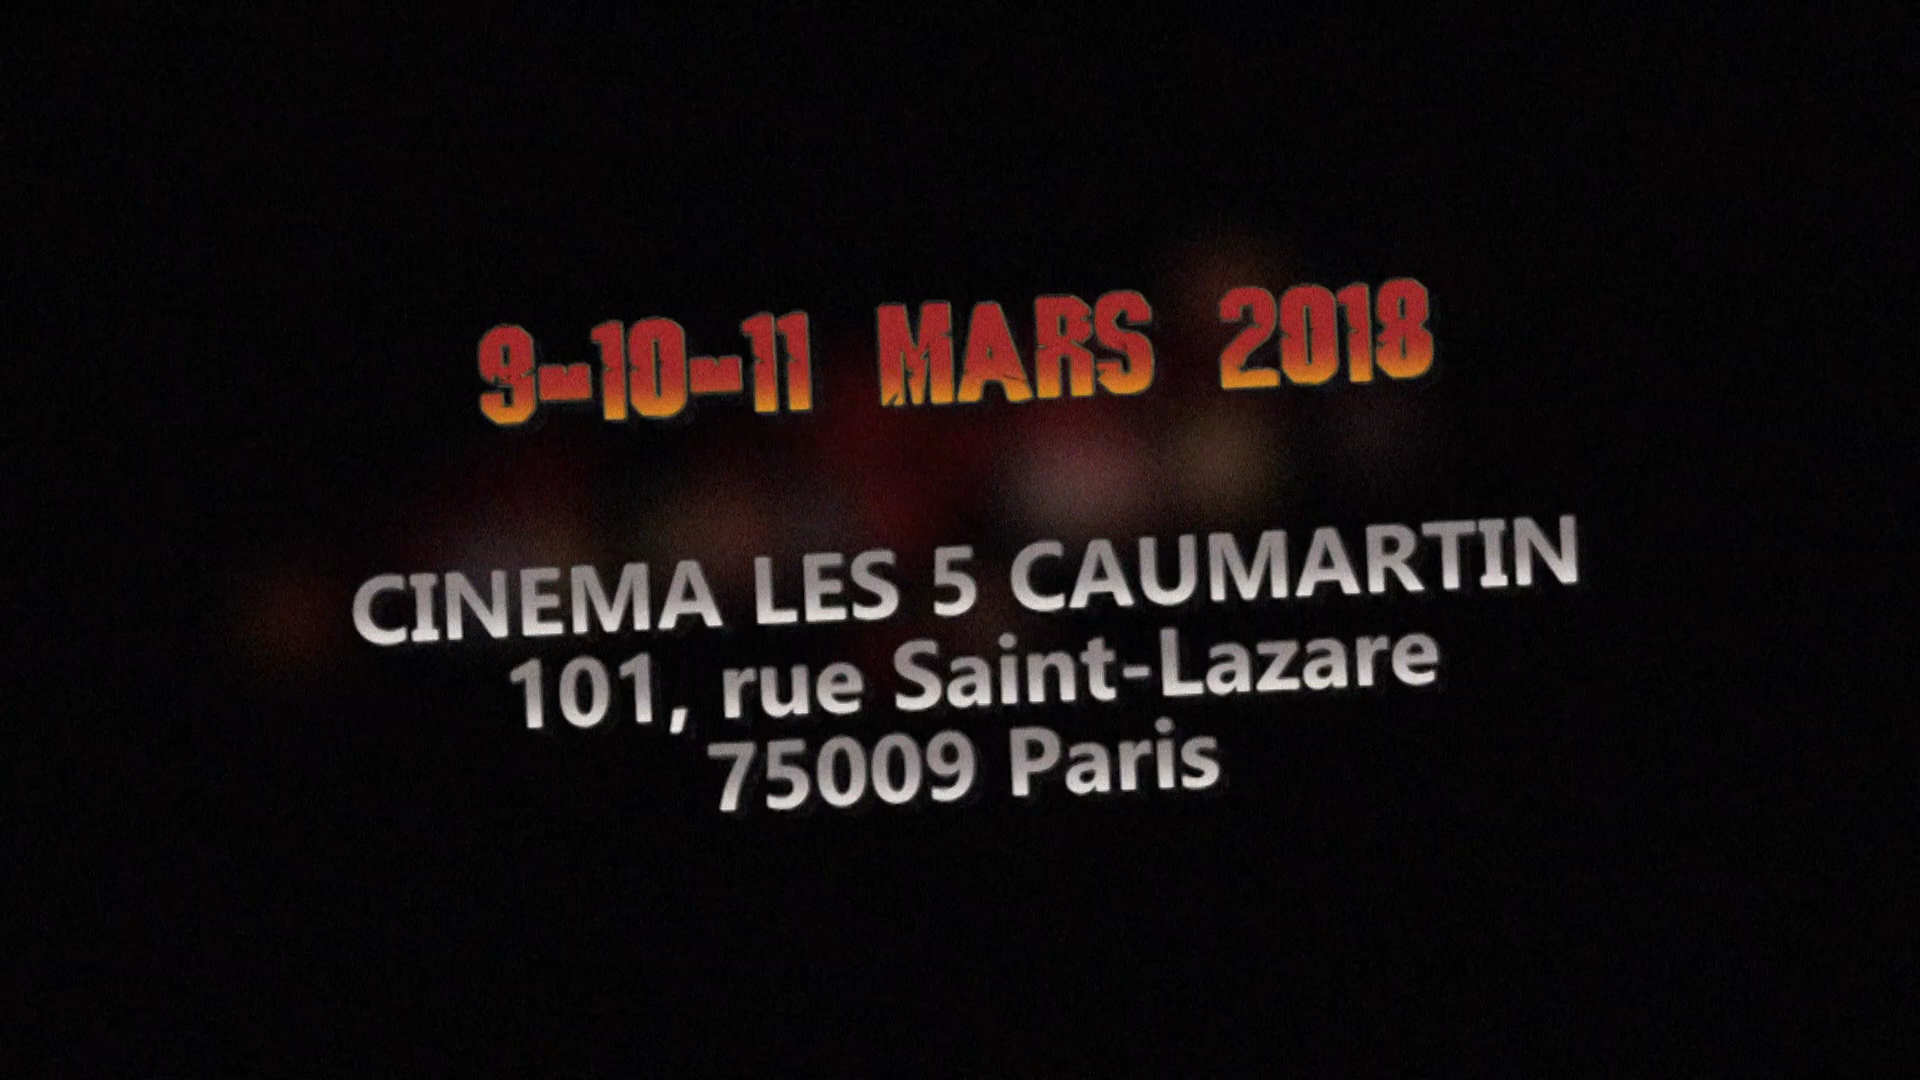 9-10-11 MARS 2018
CINEMA LES 5 CAUMARTIN
101, rue Saint-Lazare
75009 Paris